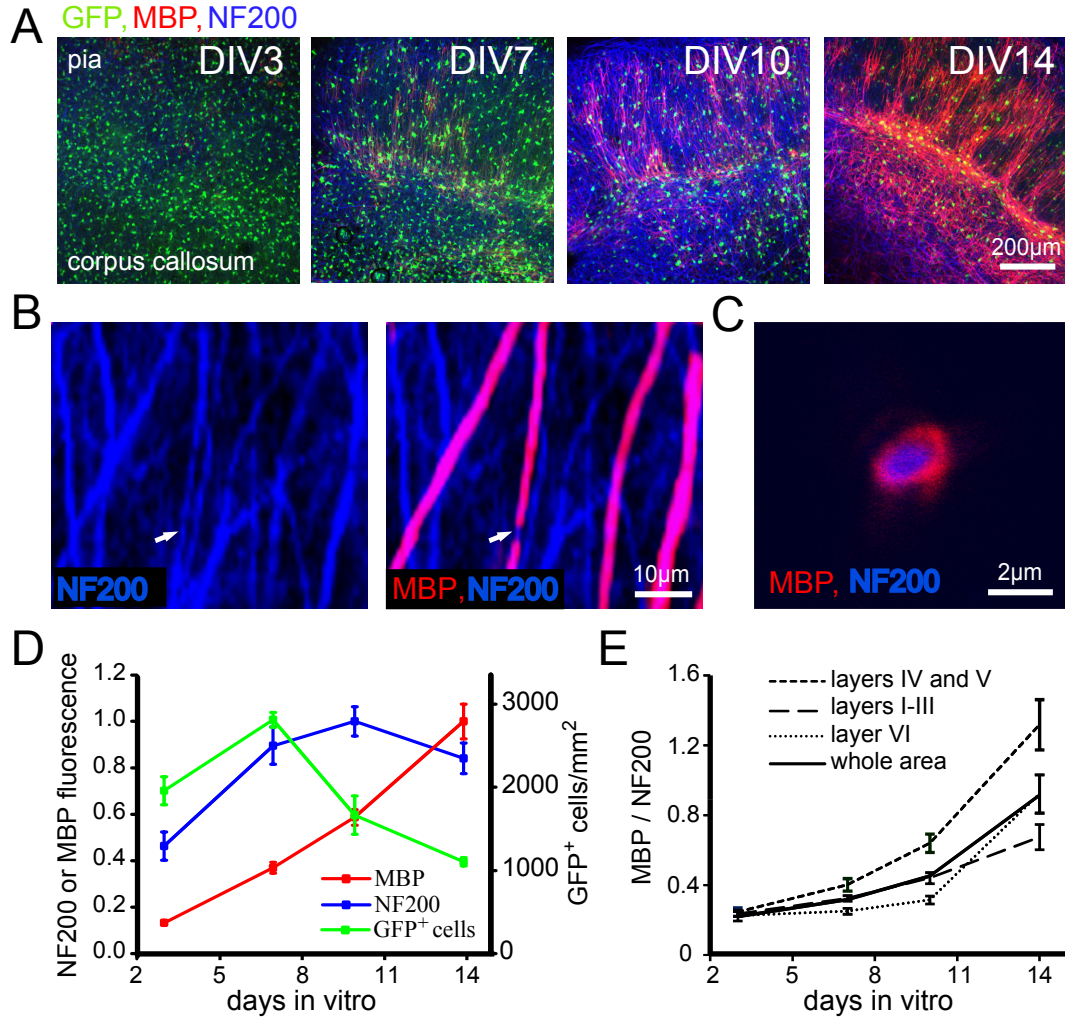 A
GFP, MBP, NF200
pia
DIV3
corpus callosum
DIV7
DIV10
DIV14
200µm
B
NF200
MBP, NF200
10µm
C
MBP, NF200
2µm
D
NF200 or MBP fluorescence
1.2
1.0
0.8
0.6
0.4
0.2
0.0
3000
2000
1000
0
GFP⁺ cells/mm²
MBP
NF200
GFP⁺ cells
2 5 8 11 14
days in vitro
E
MBP / NF200
1.6
1.2
0.8
0.4
0
layers IV and V
layers I-III
layer VI
whole area
2 5 8 11 14
days in vitro